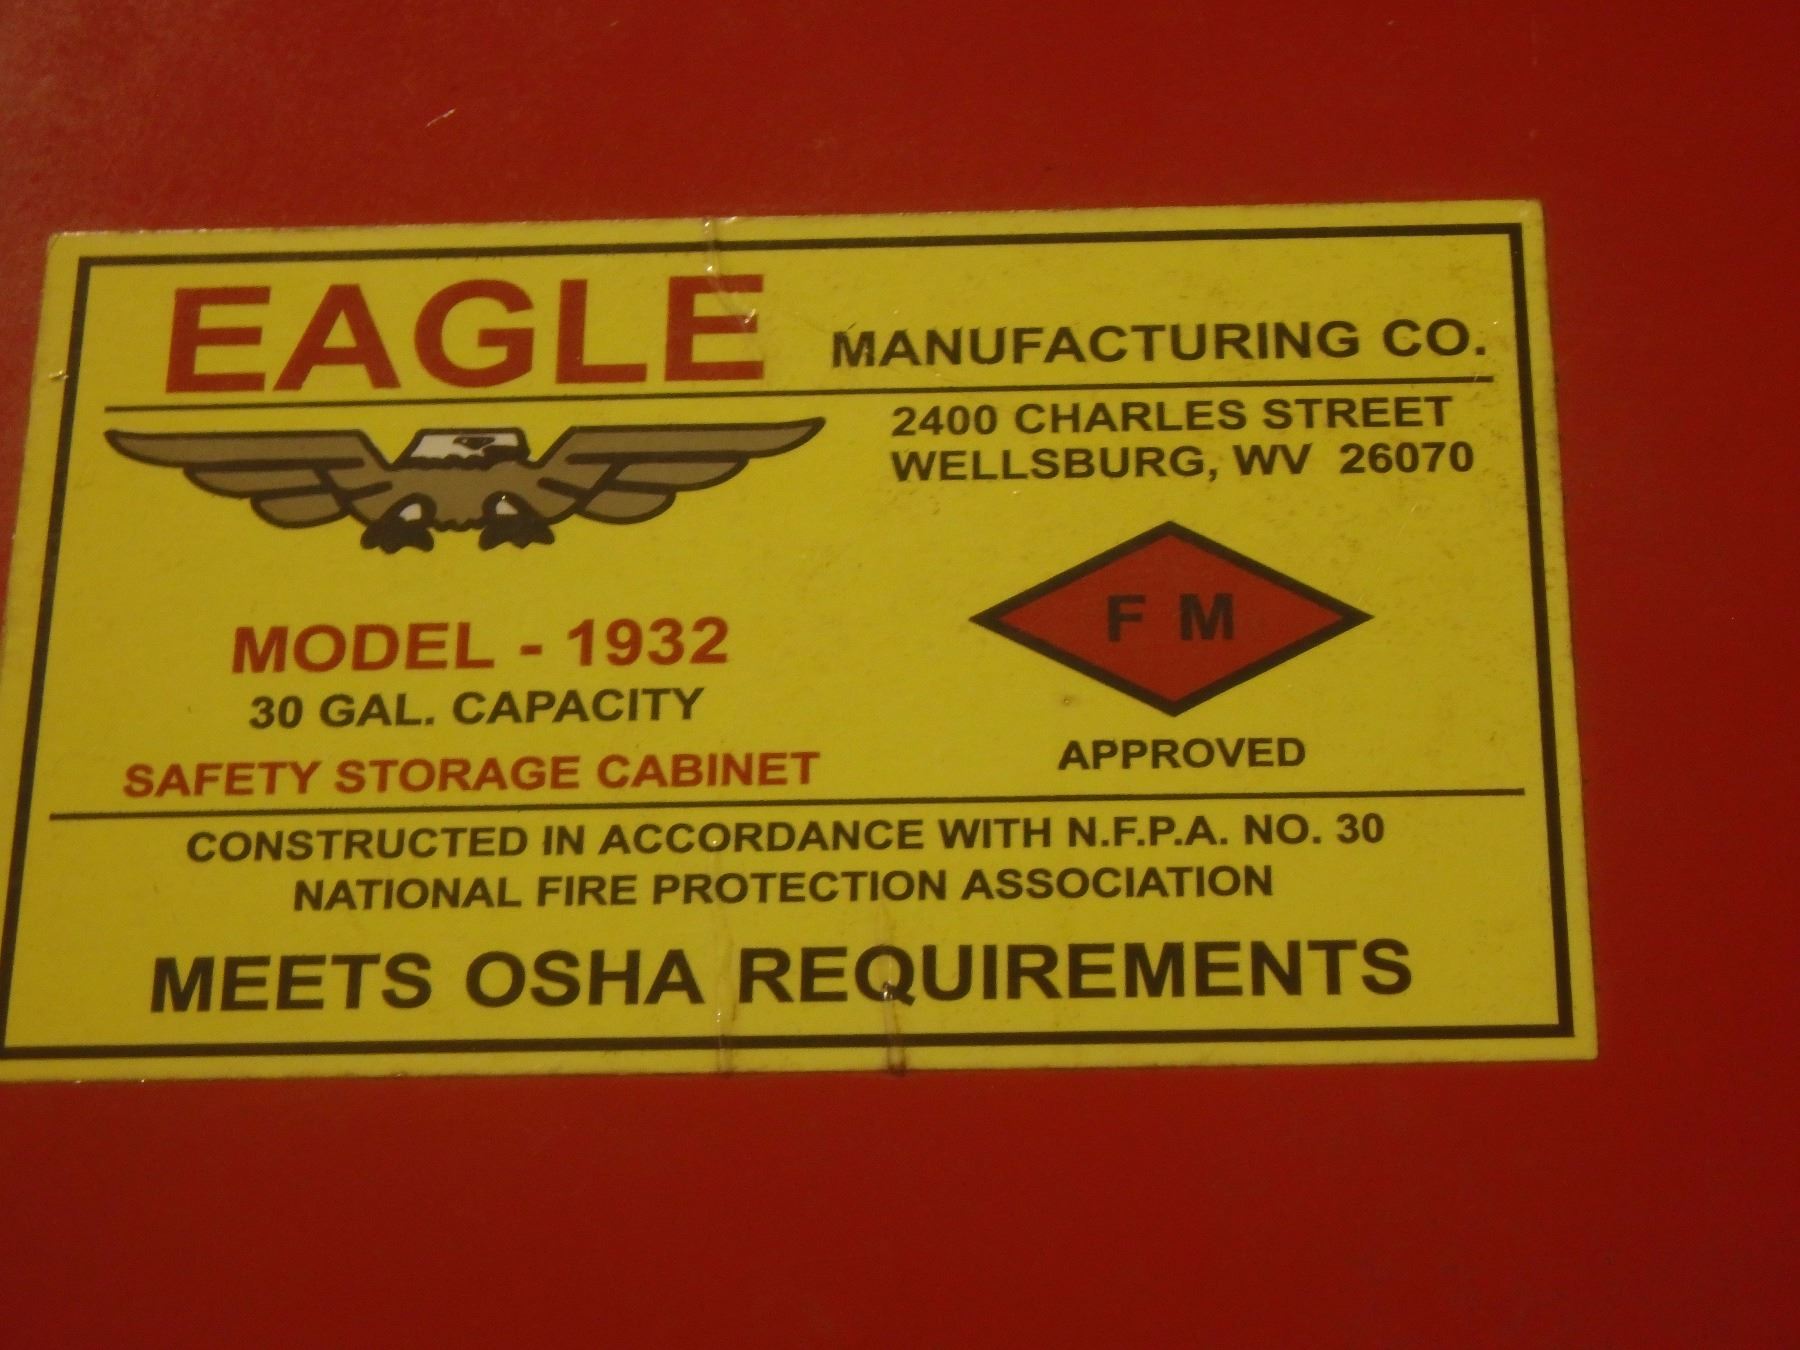 EAGLE MANUFACTURING CO.
2400 CHARLES STREET
WELLSBURG, WV 26070
MODEL - 1932
30 GAL. CAPACITY
SAFETY STORAGE CABINET
F M
APPROVED
CONSTRUCTED IN ACCORDANCE WITH N.F.P.A. NO. 30
NATIONAL FIRE PROTECTION ASSOCIATION
MEETS OSHA REQUIREMENTS